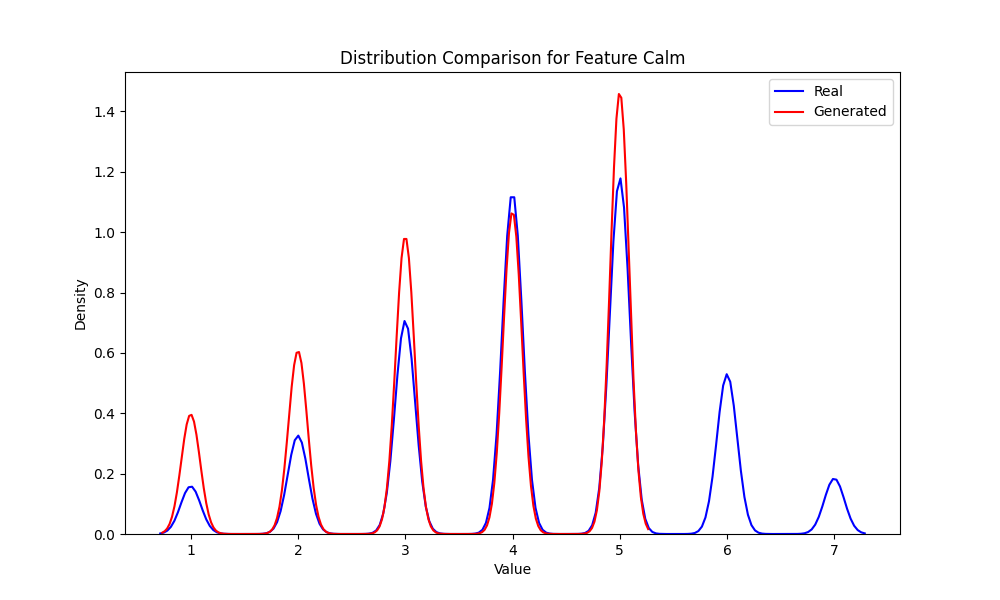 Distribution Comparison for Feature Calm
Real
Generated
1.4
1.2
1.0
0.8
0.6
0.4
0.2
0.0
Density
1 2 3 4 5 6 7
Value